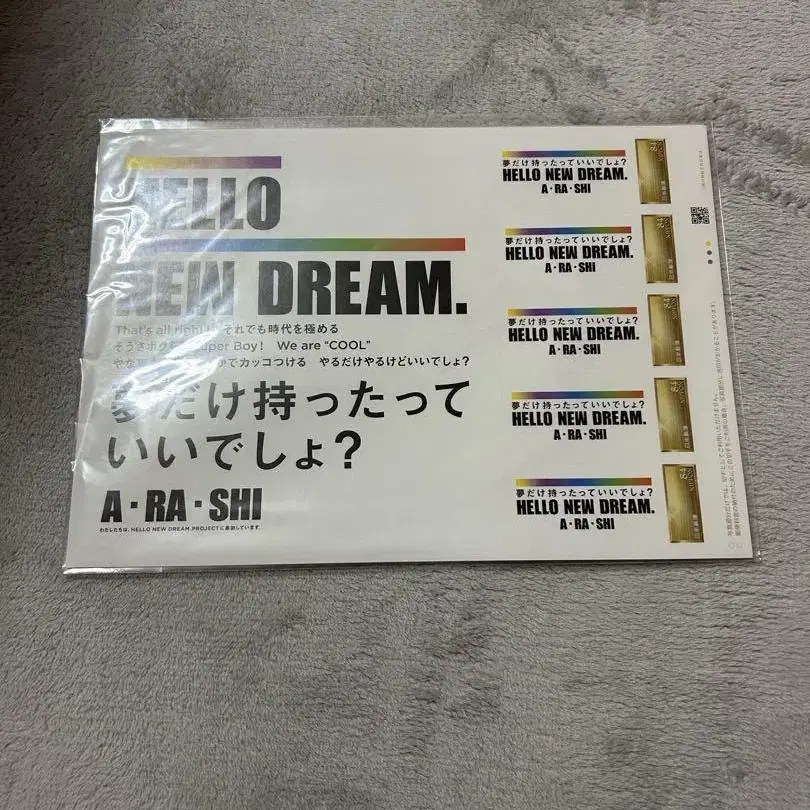 HELLO
NEW DREAM.
That's all right それでも時代を極める
そうさボク uper Boy！ We are "COOL"
やな でカッコつける やるだけやるけどいいでしょ？
夢だけ持ったって
いいでしょ？
A・RA・SHI
わたしたちは、HELLO NEW DREAM.PROJECTに参加しています。
夢だけ持ったっていいでしょ？
HELLO NEW DREAM.
A・RA・SHI
夢だけ持ったっていいでしょ？
HELLO NEW DREAM.
A・RA・SHI
夢だけ持ったっていいでしょ？
HELLO NEW DREAM.
A・RA・SHI
夢だけ持ったっていいでしょ？
HELLO NEW DREAM.
A・RA・SHI
夢だけ持ったっていいでしょ？
HELLO NEW DREAM.
A・RA・SHI